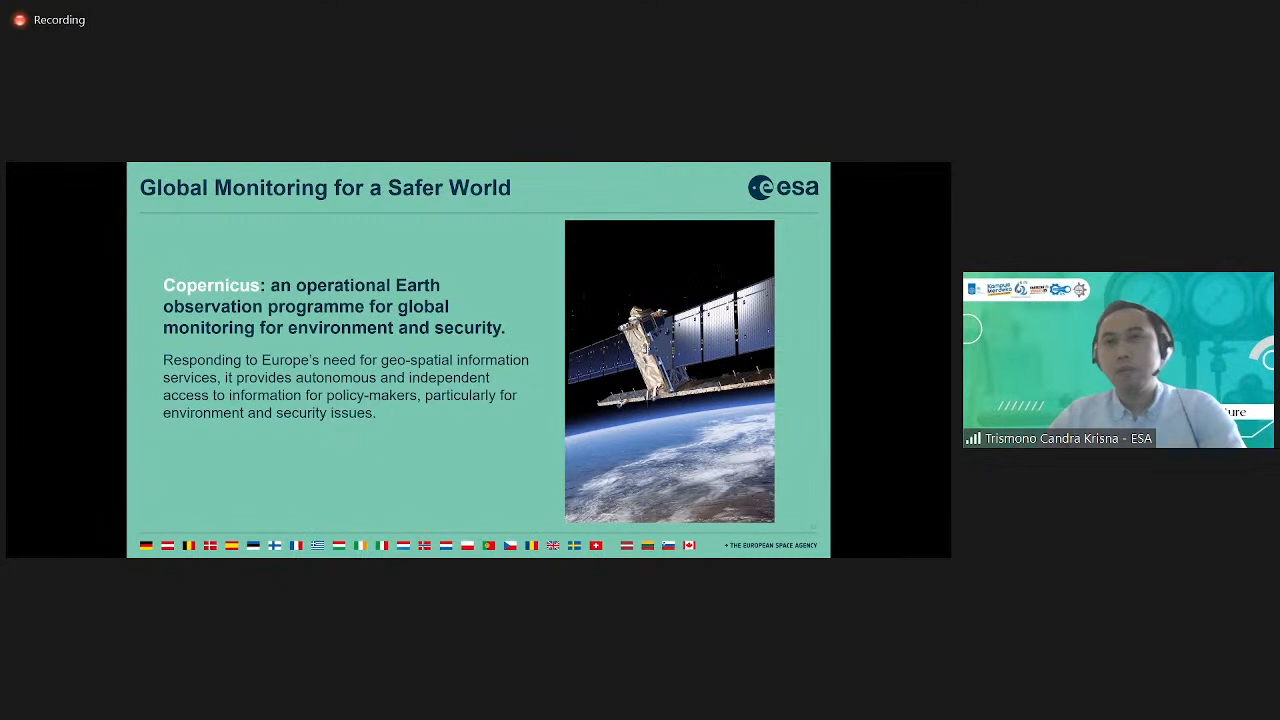 Recording
Global Monitoring for a Safer World
esa
Copernicus: an operational Earth
observation programme for global
monitoring for environment and security.
Responding to Europe's need for geo-spatial information
services, it provides autonomous and independent
access to information for policy-makers, particularly for
environment and security issues.
→ THE EUROPEAN SPACE AGENCY
Kampus
Merdeka
Trismono Candra Krisna - ESA